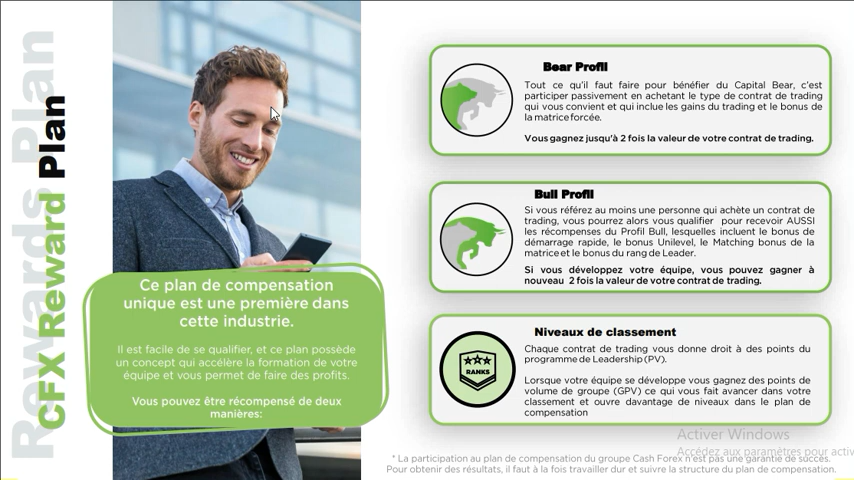 Rewards Plan
CFX Reward Plan
Ce plan de compensation
unique est une première dans
cette industrie.
Il est facile de se qualifier, et ce plan possède
un concept qui accélère la formation de votre
équipe et vous permet de faire des profits.
Vous pouvez être récompensé de deux
manières:
Bear Profil
Tout ce qu'il faut faire pour bénéfier du Capital Bear, c'est
participer passivement en achetant le type de contrat de trading
qui vous convient et qui inclue les gains du trading et le bonus de
la matrice forcée.
Vous gagnez jusqu'à 2 fois la valeur de votre contrat de trading.
Bull Profil
Si vous référez au moins une personne qui achète un contrat de
trading, vous pourrez alors vous qualifier pour recevoir AUSSI
les récompenses du Profil Bull, lesquelles incluent le bonus de
démarrage rapide, le bonus Unilevel, le Matching bonus de la
matrice et le bonus du rang de Leader.
Si vous développez votre équipe, vous pouvez gagner à
nouveau 2 fois la valeur de votre contrat de trading.
RANKS
Niveaux de classement
Chaque contrat de trading vous donne droit à des points du
programme de Leadership (PV).
Lorsque votre équipe se développe vous gagnez des points de
volume de groupe (GPV) ce qui vous fait avancer dans votre
classement et ouvre davantage de niveaux dans le plan de
compensation
Activer Windows
Accédez aux paramètres pour activ
* La participation au plan de compensation du groupe Cash Forex n'est pas une garantie de succès.
Pour obtenir des résultats, il faut à la fois travailler dur et suivre la structure du plan de compensation.